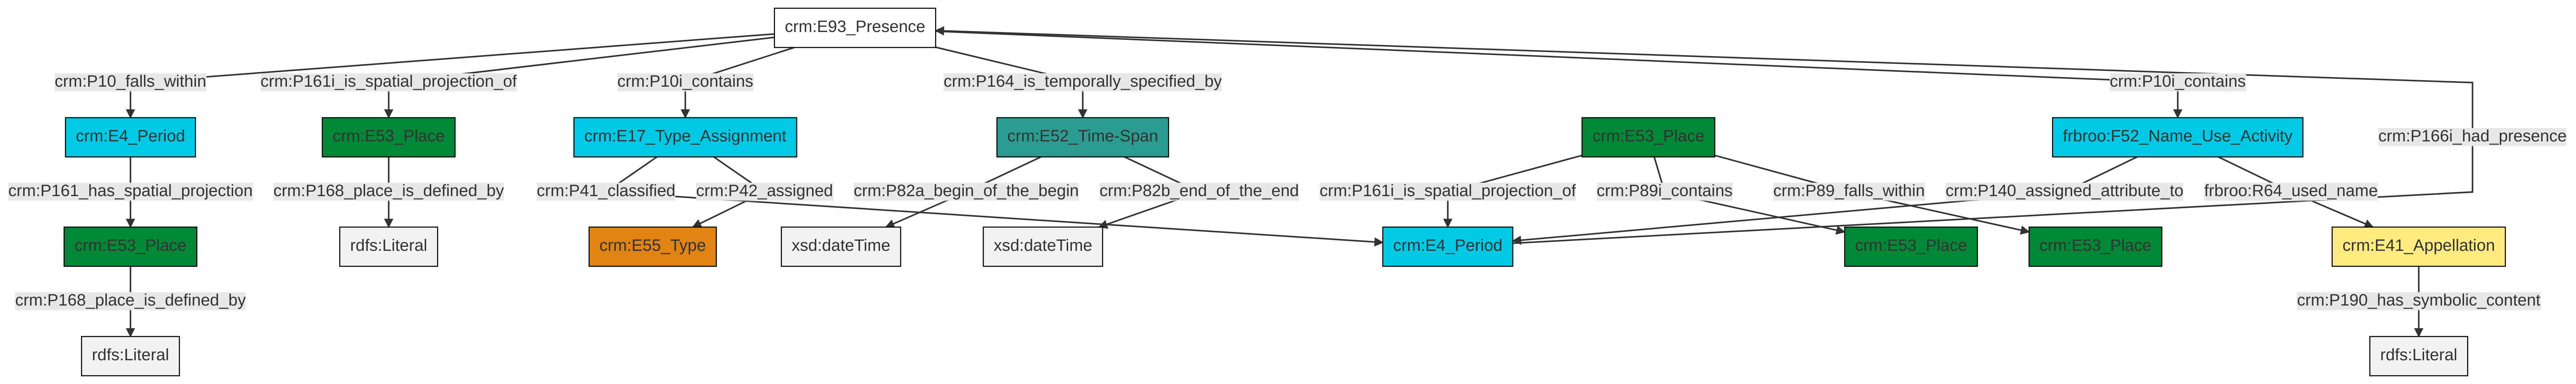 crm:E93_Presence
crm:P10_falls_within
crm:P161i_is_spatial_projection_of
crm:P10i_contains
crm:P164_is_temporally_specified_by
crm:P10i_contains
crm:E4_Period
crm:E53_Place
crm:E17_Type_Assignment
crm:E52_Time-Span
crm:E53_Place
frbroo:F52_Name_Use_Activity
crm:P166i_had_presence
crm:P161_has_spatial_projection
crm:P168_place_is_defined_by
crm:P41_classified
crm:P42_assigned
crm:P82a_begin_of_the_begin
crm:P82b_end_of_the_end
crm:P161i_is_spatial_projection_of
crm:P89i_contains
crm:P89_falls_within
crm:P140_assigned_attribute_to
frbroo:R64_used_name
crm:E53_Place
rdfs:Literal
crm:E55_Type
xsd:dateTime
xsd:dateTime
crm:E4_Period
crm:E53_Place
crm:E53_Place
crm:E41_Appellation
crm:P168_place_is_defined_by
crm:P190_has_symbolic_content
rdfs:Literal
rdfs:Literal